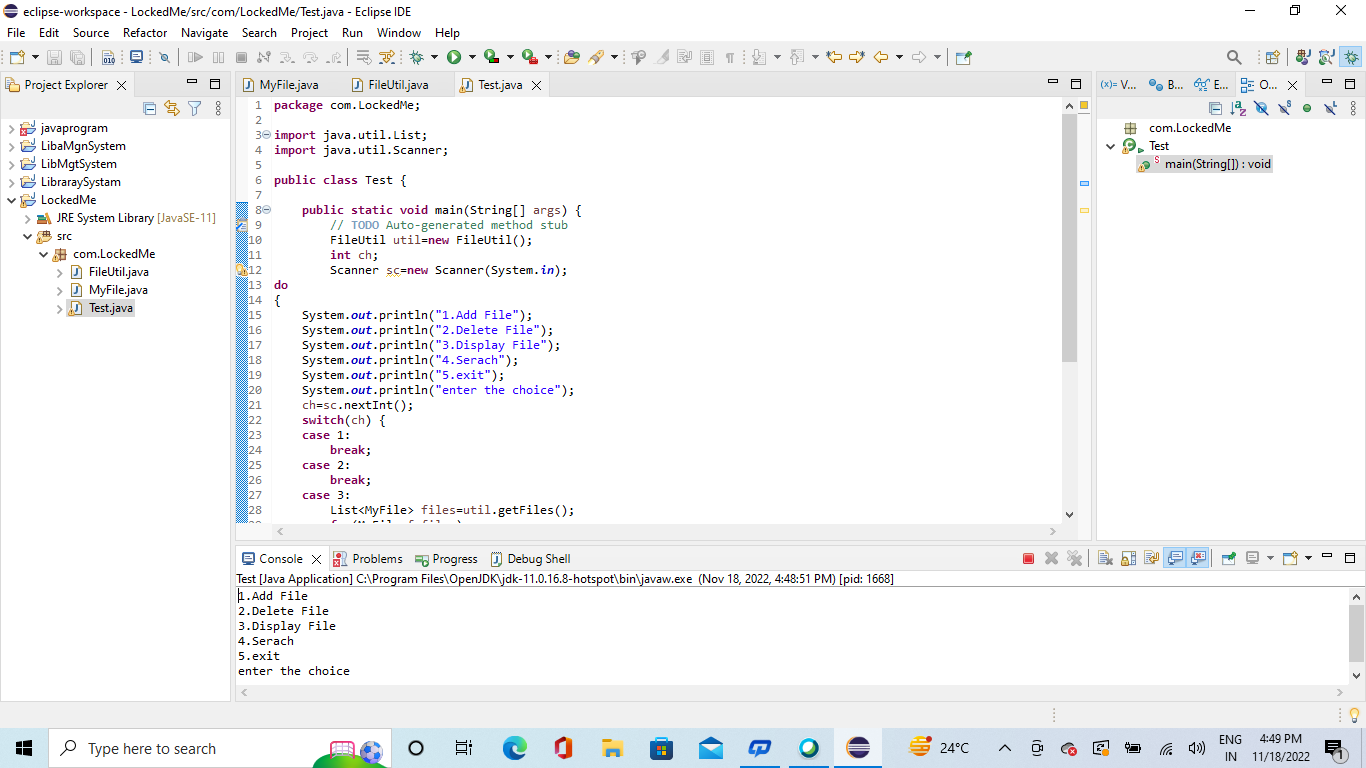 eclipse-workspace - LockedMe/src/com/LockedMe/Test.java - Eclipse IDE
File Edit Source Refactor Navigate Search Project Run Window Help
Project Explorer
javaprogram
LibaMgnSystem
LibMgtSystem
LibraraySystam
LockedMe
JRE System Library [JavaSE-11]
src
com.LockedMe
FileUtil.java
MyFile.java
Test.java
MyFile.java FileUtil.java Test.java
1 package com.LockedMe;
2
3 import java.util.List;
4 import java.util.Scanner;
5
6 public class Test {
7
8 public static void main(String[] args) {
9 // TODO Auto-generated method stub
10 FileUtil util=new FileUtil();
11 int ch;
12 Scanner sc=new Scanner(System.in);
13 do
14 {
15 System.out.println("1.Add File");
16 System.out.println("2.Delete File");
17 System.out.println("3.Display File");
18 System.out.println("4.Serach");
19 System.out.println("5.exit");
20 System.out.println("enter the choice");
21 ch=sc.nextInt();
22 switch(ch) {
23 case 1:
24 break;
25 case 2:
26 break;
27 case 3:
28 List<MyFile> files=util.getFiles();
(x)= V... B... E... O...
com.LockedMe
Test
main(String[]) : void
Console Problems Progress Debug Shell
Test [Java Application] C:\Program Files\OpenJDK\jdk-11.0.16.8-hotspot\bin\javaw.exe (Nov 18, 2022, 4:48:51 PM) [pid: 1668]
1.Add File
2.Delete File
3.Display File
4.Serach
5.exit
enter the choice
Type here to search
24°C
ENG
IN
4:49 PM
11/18/2022
1